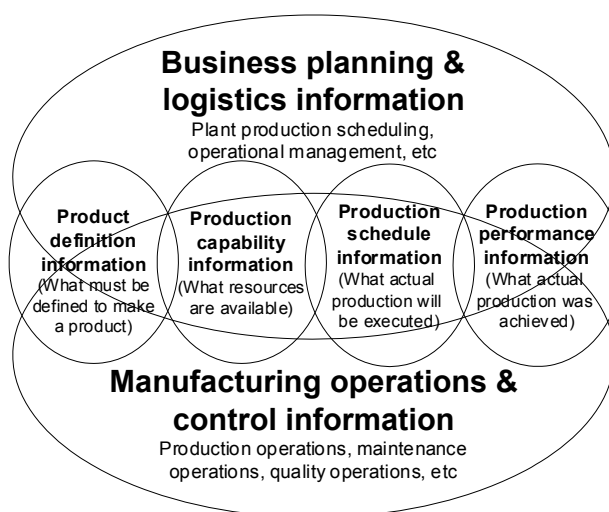 Business planning &
logistics information
Plant production scheduling,
operational management, etc
Product
definition
information
(What must be
defined to make
a product)
Production
capability
information
(What resources
are available)
Production
schedule
information
(What actual
production will
be executed)
Production
performance
information
(What actual
production was
achieved)
Manufacturing operations &
control information
Production operations, maintenance
operations, quality operations, etc